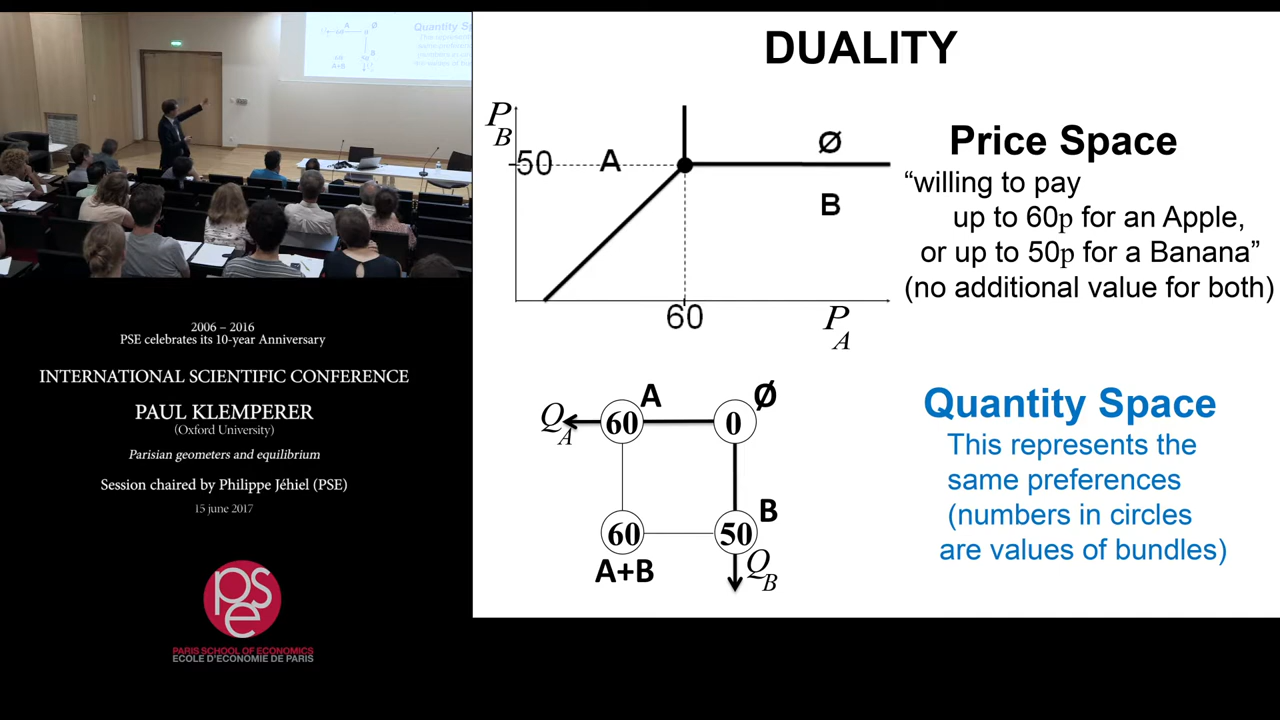 DUALITY
P
B
50
A
Ø
B
60
P
A
Price Space
“willing to pay
up to 60p for an Apple,
or up to 50p for a Banana”
(no additional value for both)
A
Ø
Q
A
60
0
B
60
50
A+B
Q
B
Quantity Space
This represents the
same preferences
(numbers in circles
are values of bundles)
2006 – 2016
PSE celebrates its 10-year Anniversary
INTERNATIONAL SCIENTIFIC CONFERENCE
PAUL KLEMPERER
(Oxford University)
Parisian geometers and equilibrium
Session chaired by Philippe Jéhiel (PSE)
15 june 2017
pse
PARIS SCHOOL OF ECONOMICS
ECOLE D'ECONOMIE DE PARIS